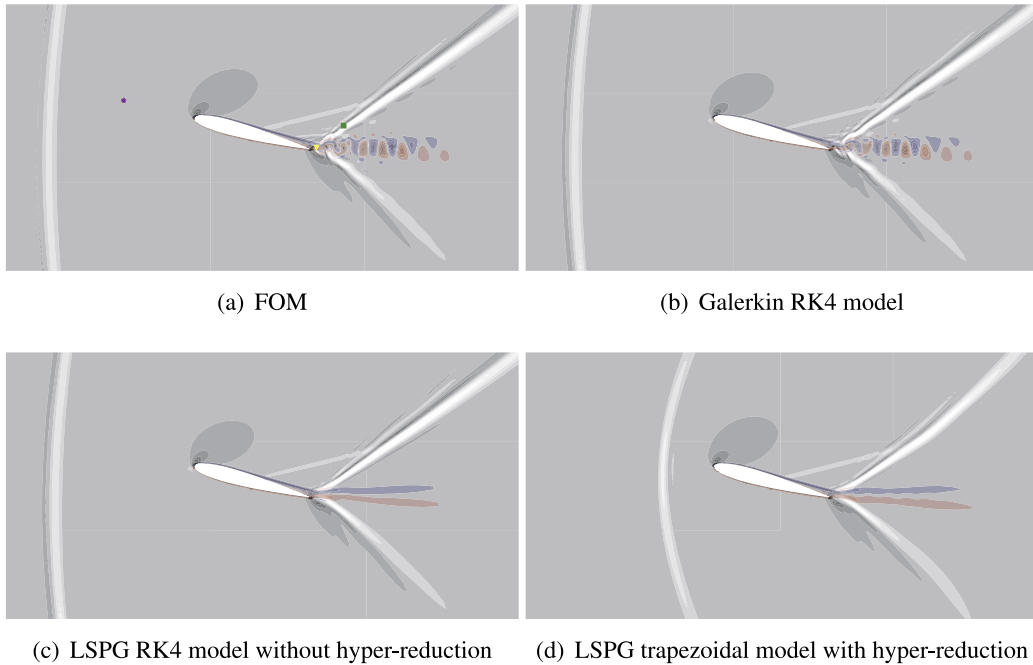 (a) FOM
(b) Galerkin RK4 model
(c) LSPG RK4 model without hyper-reduction
(d) LSPG trapezoidal model with hyper-reduction